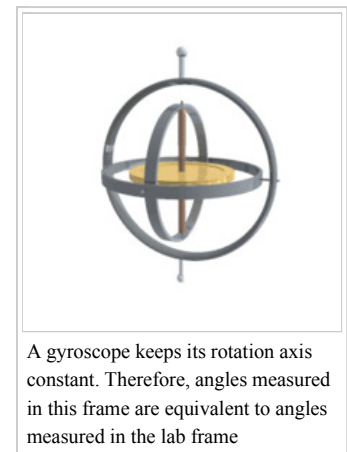 A gyroscope keeps its rotation axis
constant. Therefore, angles measured
in this frame are equivalent to angles
measured in the lab frame